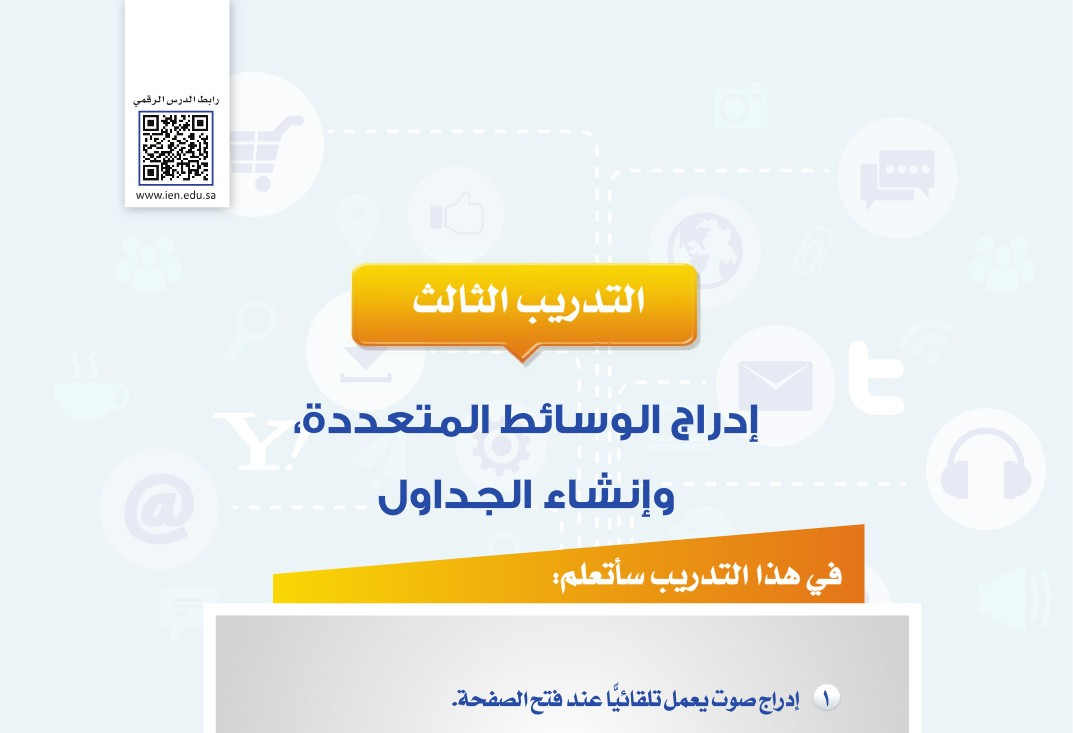 رابط الدرس الرقمي
www.ien.edu.sa
التدريب الثالث
إدراج الوسائط المتعددة،
وإنشاء الجداول
في هذا التدريب سأتعلم:
١ إدراج صوت يعمل تلقائيًّا عند فتح الصفحة.